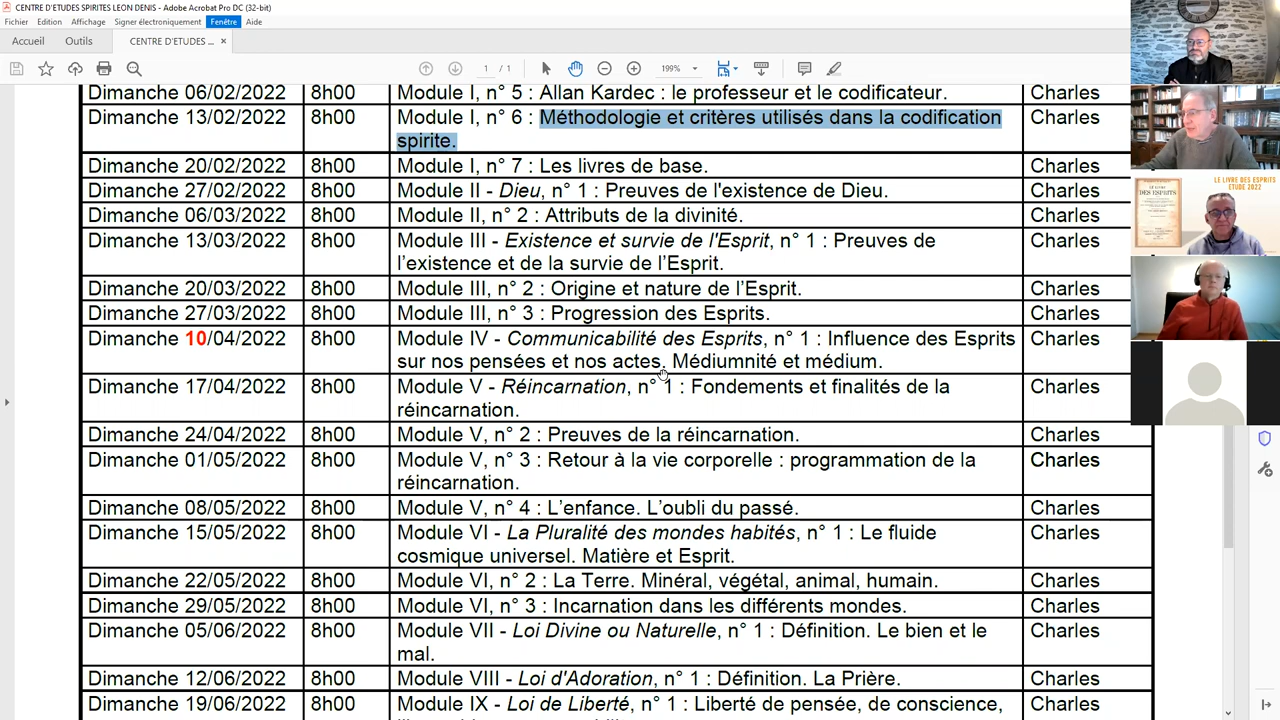 CENTRE D'ETUDES SPIRITES LEON DENIS - Adobe Acrobat Pro DC (32-bit)
Fichier Edition Affichage Signer électroniquement Fenêtre Aide
Accueil Outils CENTRE D'ETUDES ... ×
/ 1 199%
Dimanche 06/02/2022 8h00 Module I, n° 5 : Allan Kardec : le professeur et le codificateur. Charles
Dimanche 13/02/2022 8h00 Module I, n° 6 : Méthodologie et critères utilisés dans la codification Charles
spirite.
Dimanche 20/02/2022 8h00 Module I, n° 7 : Les livres de base. Charles
Dimanche 27/02/2022 8h00 Module II - Dieu, n° 1 : Preuves de l'existence de Dieu. Charles
Dimanche 06/03/2022 8h00 Module II, n° 2 : Attributs de la divinité. Charles
Dimanche 13/03/2022 8h00 Module III - Existence et survie de l'Esprit, n° 1 : Preuves de Charles
l'existence et de la survie de l'Esprit.
Dimanche 20/03/2022 8h00 Module III, n° 2 : Origine et nature de l'Esprit. Charles
Dimanche 27/03/2022 8h00 Module III, n° 3 : Progression des Esprits. Charles
Dimanche 10/04/2022 8h00 Module IV - Communicabilité des Esprits, n° 1 : Influence des Esprits Charles
sur nos pensées et nos actes. Médiumnité et médium.
Dimanche 17/04/2022 8h00 Module V - Réincarnation, n° 1 : Fondements et finalités de la Charles
réincarnation.
Dimanche 24/04/2022 8h00 Module V, n° 2 : Preuves de la réincarnation. Charles
Dimanche 01/05/2022 8h00 Module V, n° 3 : Retour à la vie corporelle : programmation de la Charles
réincarnation.
Dimanche 08/05/2022 8h00 Module V, n° 4 : L'enfance. L'oubli du passé. Charles
Dimanche 15/05/2022 8h00 Module VI - La Pluralité des mondes habités, n° 1 : Le fluide Charles
cosmique universel. Matière et Esprit.
Dimanche 22/05/2022 8h00 Module VI, n° 2 : La Terre. Minéral, végétal, animal, humain. Charles
Dimanche 29/05/2022 8h00 Module VI, n° 3 : Incarnation dans les différents mondes. Charles
Dimanche 05/06/2022 8h00 Module VII - Loi Divine ou Naturelle, n° 1 : Définition. Le bien et le Charles
mal.
Dimanche 12/06/2022 8h00 Module VIII - Loi d'Adoration, n° 1 : Définition. La Prière. Charles
Dimanche 19/06/2022 8h00 Module IX - Loi de Liberté, n° 1 : Liberté de pensée, de conscience, Charles
LE LIVRE DES ESPRITS
ETUDE 2022
DES ESPRITS